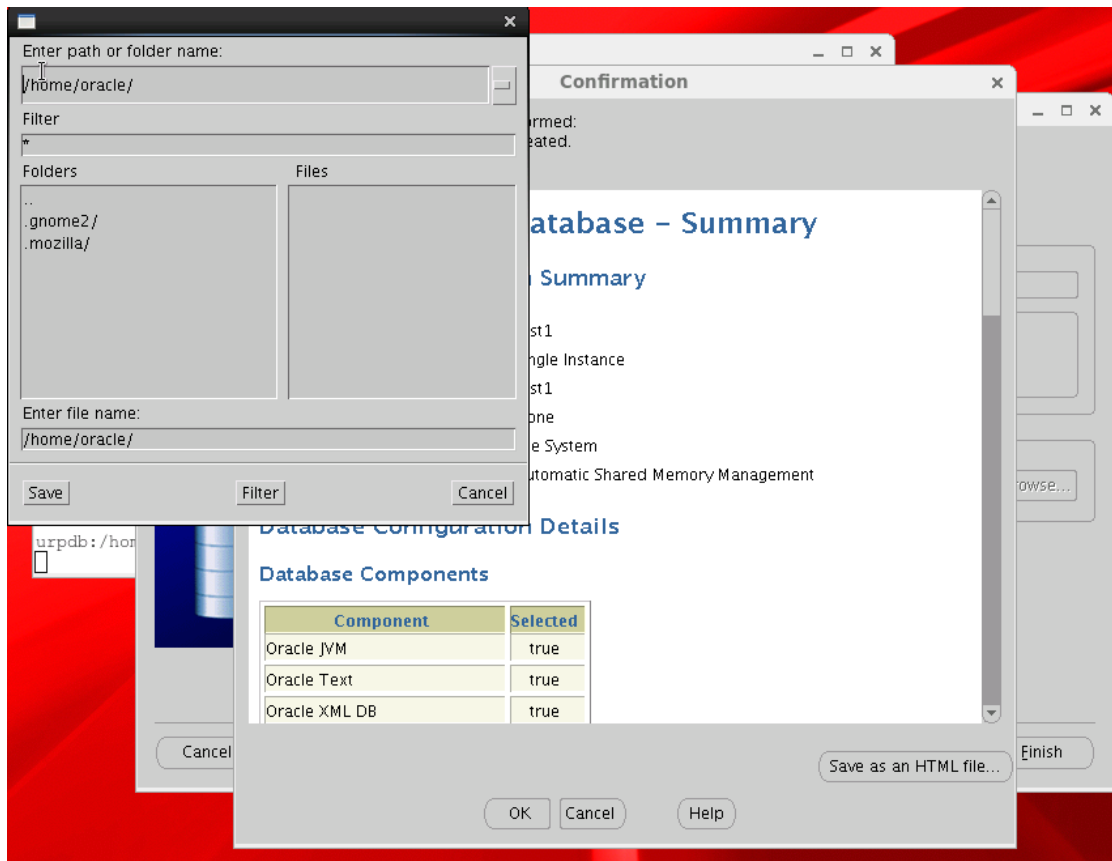 Enter path or folder name:
/home/oracle/
Filter
*
Folders
Files
..
.gnome2/
.mozilla/
Enter file name:
/home/oracle/
Save
Filter
Cancel
Confirmation
rmed:
eated.
atabase – Summary
Summary
st1
ngle Instance
st1
one
e System
utomatic Shared Memory Management
Database Configuration Details
Database Components
Component Selected
Oracle JVM true
Oracle Text true
Oracle XML DB true
Save as an HTML file...
OK
Cancel
Help
urpdb:/hor
Cancel
owse...
Finish